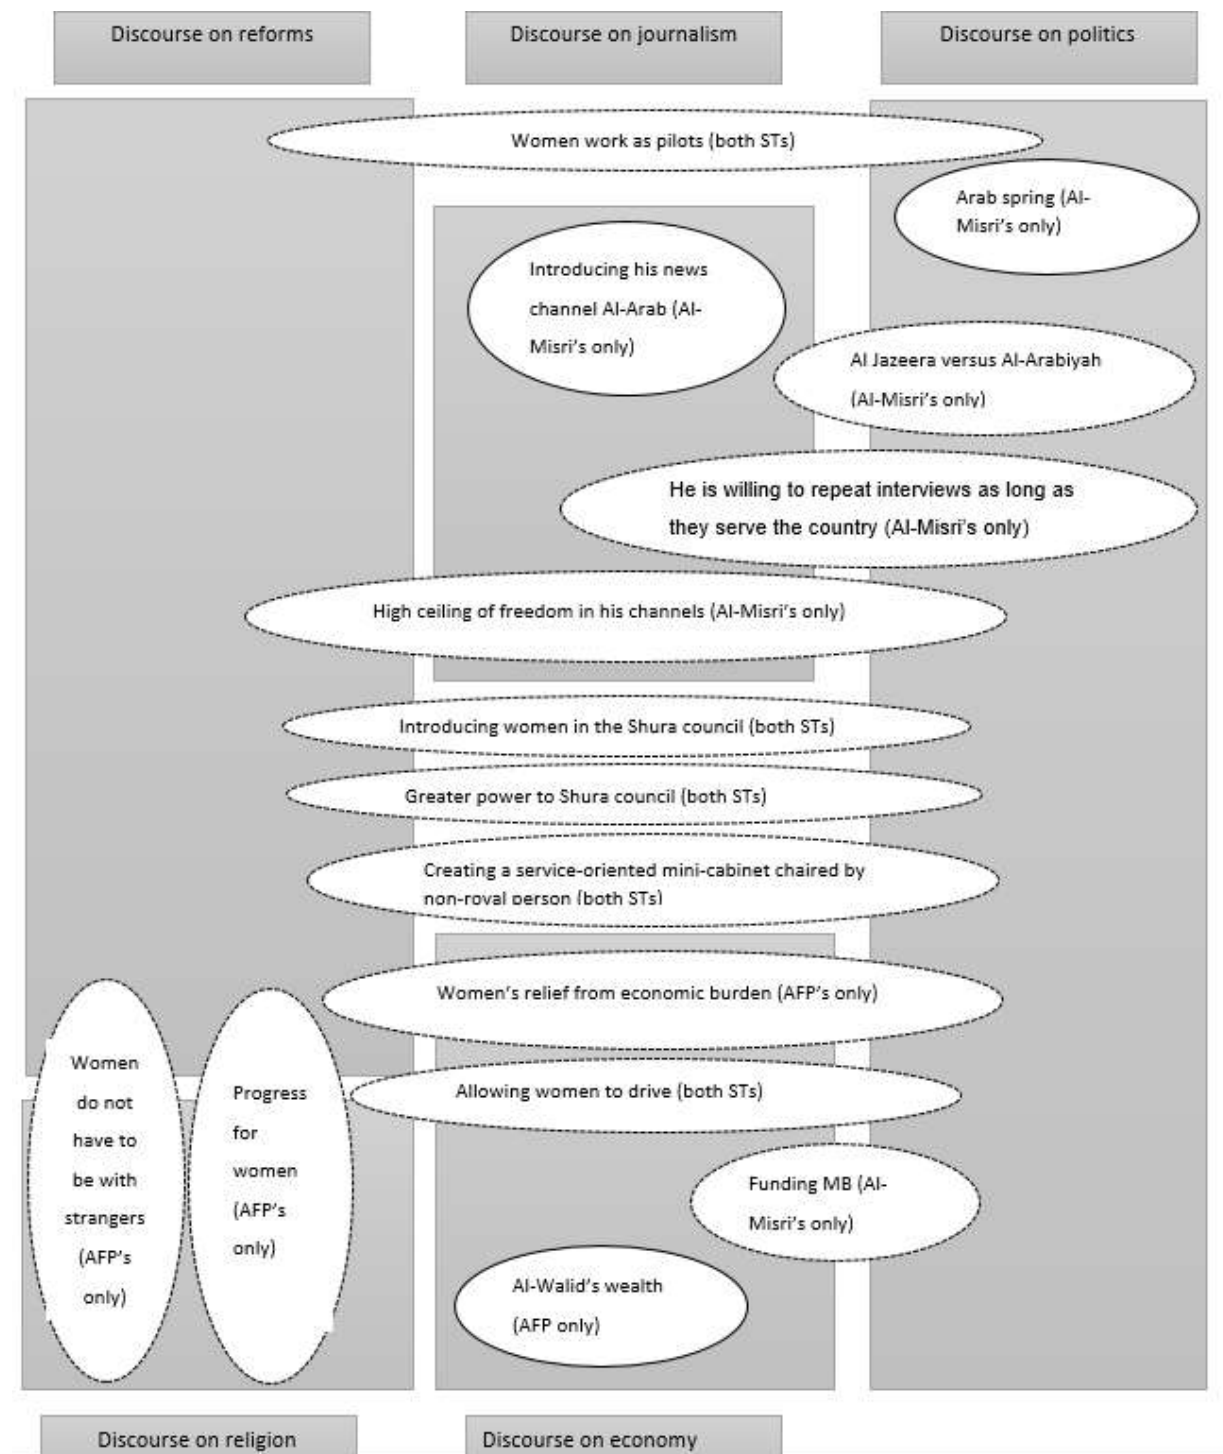 Discourse on reforms
Discourse on journalism
Discourse on politics
Women work as pilots (both STs)
Arab spring (Al-
Misri's only)
Introducing his news
channel Al-Arab (Al-
Misri's only)
Al Jazeera versus Al-Arabiyah
(Al-Misri's only)
He is willing to repeat interviews as long as
they serve the country (Al-Misri's only)
High ceiling of freedom in his channels (Al-Misri's only)
Introducing women in the Shura council (both STs)
Greater power to Shura council (both STs)
Creating a service-oriented mini-cabinet chaired by
non-royal person (both STs)
Women's relief from economic burden (AFP's only)
Women
do not
have to
be with
strangers
(AFP's
only)
Progress
for
women
(AFP's
only)
Allowing women to drive (both STs)
Funding MB (Al-
Misri's only)
Al-Walid's wealth
(AFP only)
Discourse on religion
Discourse on economy